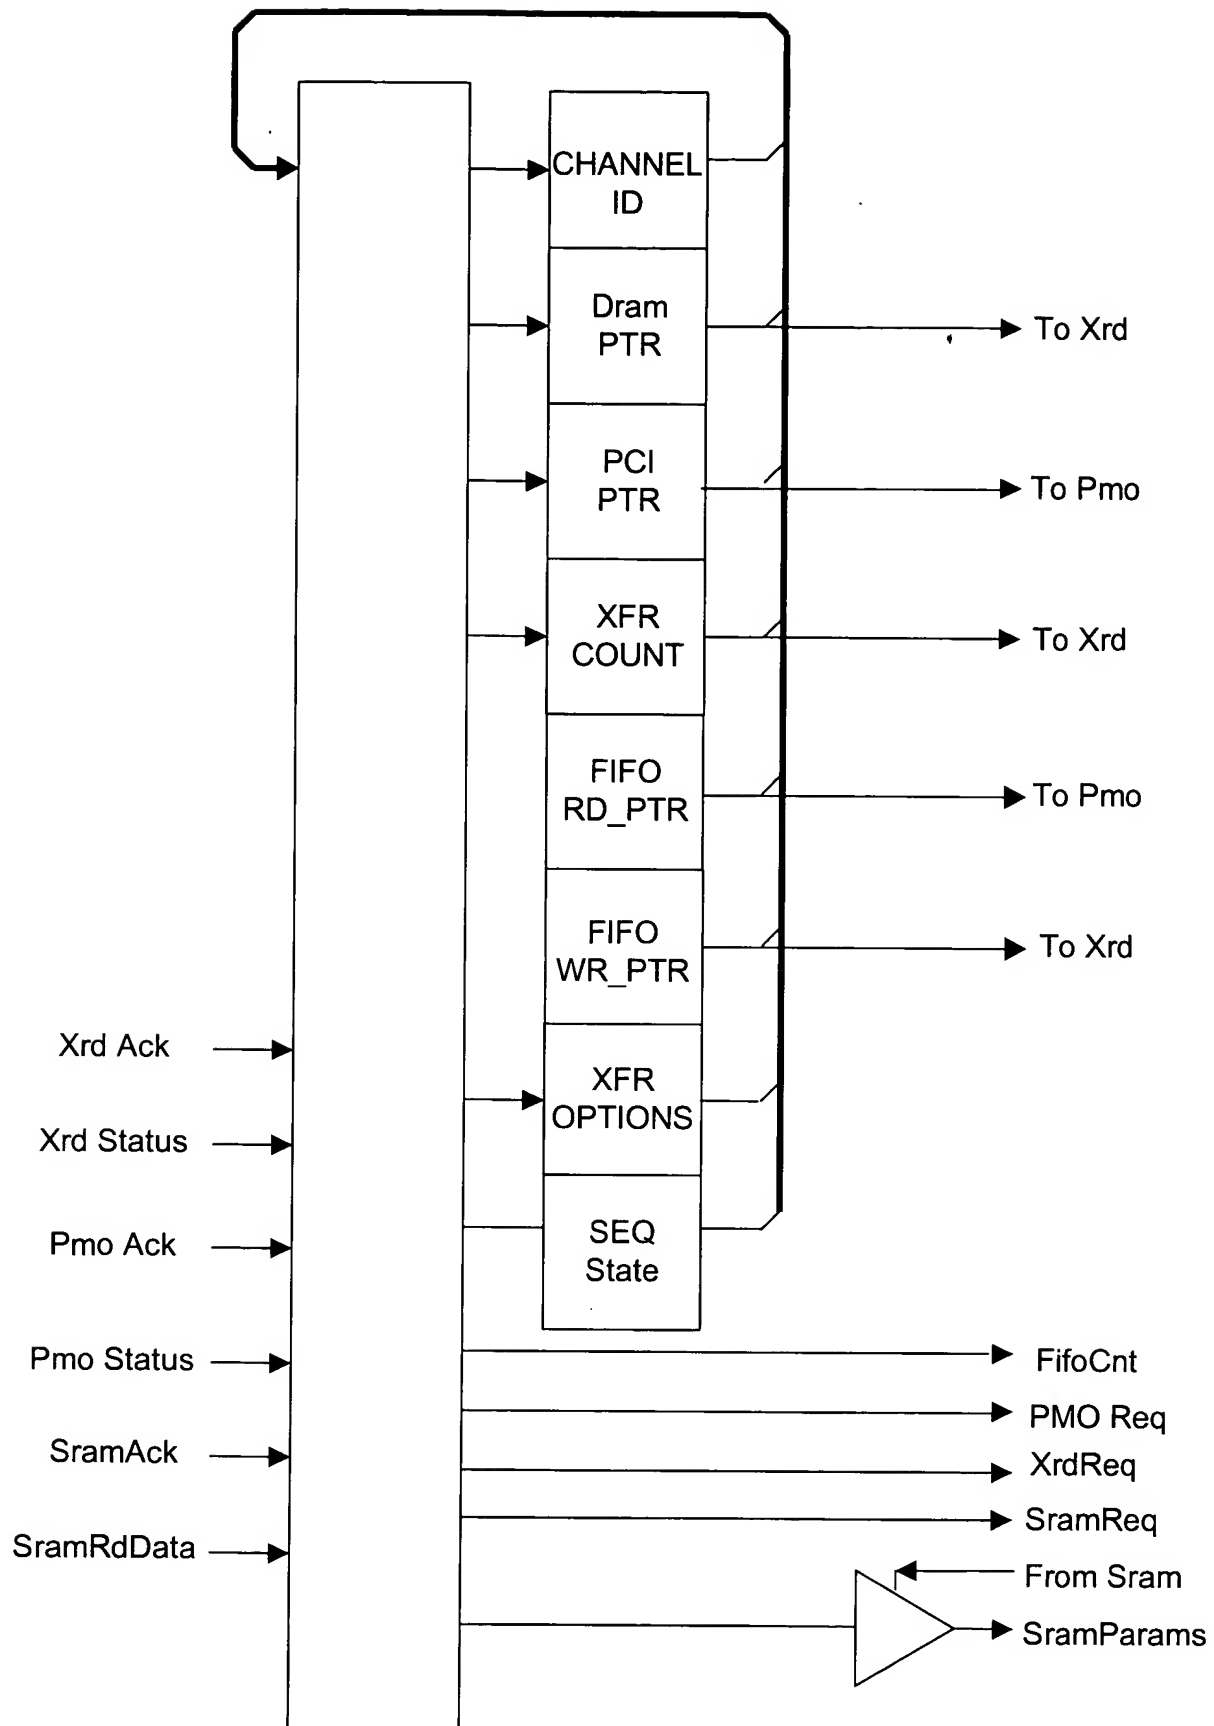 CHANNEL
ID
Dram
PTR
To Xrd
PCI
PTR
To Pmo
XFR
COUNT
To Xrd
FIFO
RD_PTR
To Pmo
FIFO
WR_PTR
To Xrd
Xrd Ack
XFR
OPTIONS
Xrd Status
SEQ
State
Pmo Ack
Pmo Status
FifoCnt
PMO Req
SramAck
XrdReq
SramReq
SramRdData
From Sram
SramParams